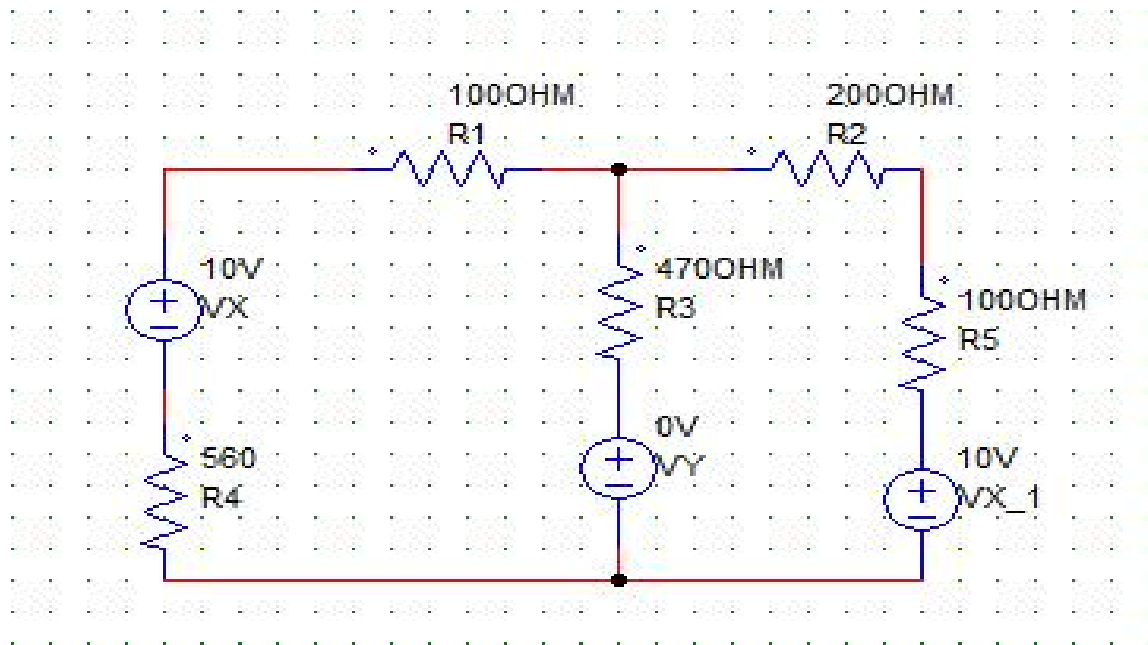 100OHM
R1
200OHM
R2
10V
VX
470OHM
R3
100OHM
R5
0V
VY
560
R4
10V
VX_1